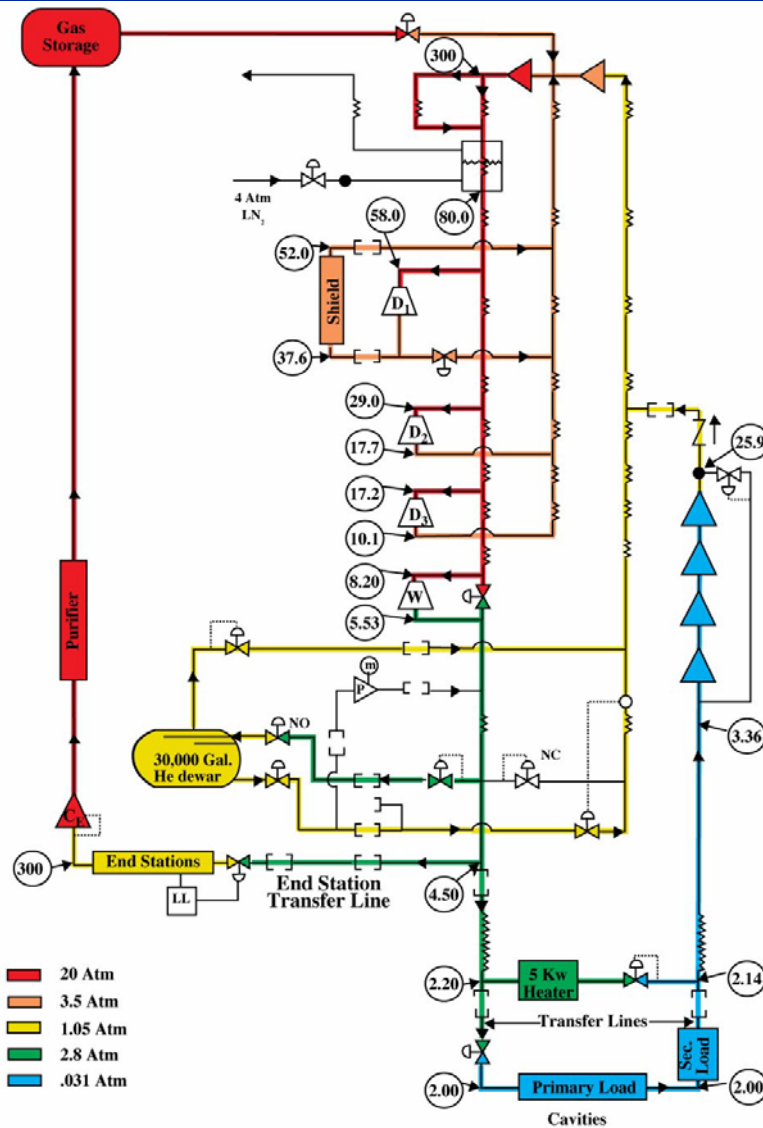 Gas
Storage
300
4 Atm
LN2
80.0
58.0
52.0
Shield
D1
37.6
29.0
D2
17.7
25.9
17.2
D3
10.1
8.20
W
5.53
Purifier
m
P
NO
NC
3.36
30,000 Gal.
He dewar
CE
300
End Stations
LL
End Station
Transfer Line
4.50
2.20
5 Kw
Heater
2.14
Transfer Lines
Sec.
Load
2.00
Primary Load
2.00
Cavities
20 Atm
3.5 Atm
1.05 Atm
2.8 Atm
.031 Atm